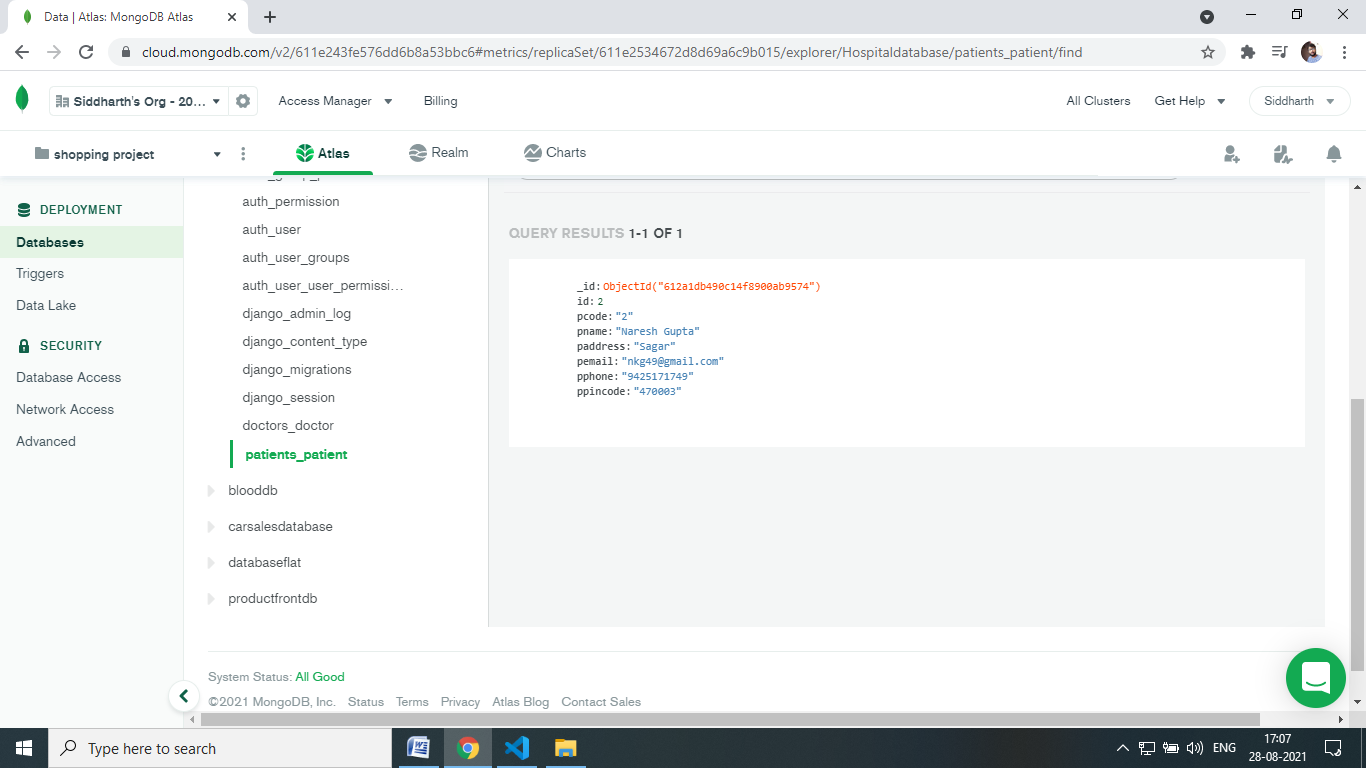 Data | Atlas: MongoDB Atlas
cloud.mongodb.com/v2/611e243fe576dd6b8a53bbc6#metrics/replicaSet/611e2534672d8d69a6c9b015/explorer/Hospitaldatabase/patients_patient/find
Siddharth's Org - 20... Access Manager Billing All Clusters Get Help Siddharth
shopping project Atlas Realm Charts
DEPLOYMENT
Databases
Triggers
Data Lake
SECURITY
Database Access
Network Access
Advanced
auth_permission
auth_user
auth_user_groups
auth_user_user_permissi...
django_admin_log
django_content_type
django_migrations
django_session
doctors_doctor
patients_patient
blooddb
carsalesdatabase
databaseflat
productfrontdb
QUERY RESULTS 1-1 OF 1
_id: ObjectId("612a1db490c14f8900ab9574")
id: 2
pcode: "2"
pname: "Naresh Gupta"
paddress: "Sagar"
pemail: "nkg49@gmail.com"
pphone: "9425171749"
ppincode: "470003"
System Status: All Good
©2021 MongoDB, Inc. Status Terms Privacy Atlas Blog Contact Sales
Type here to search
ENG
17:07
28-08-2021